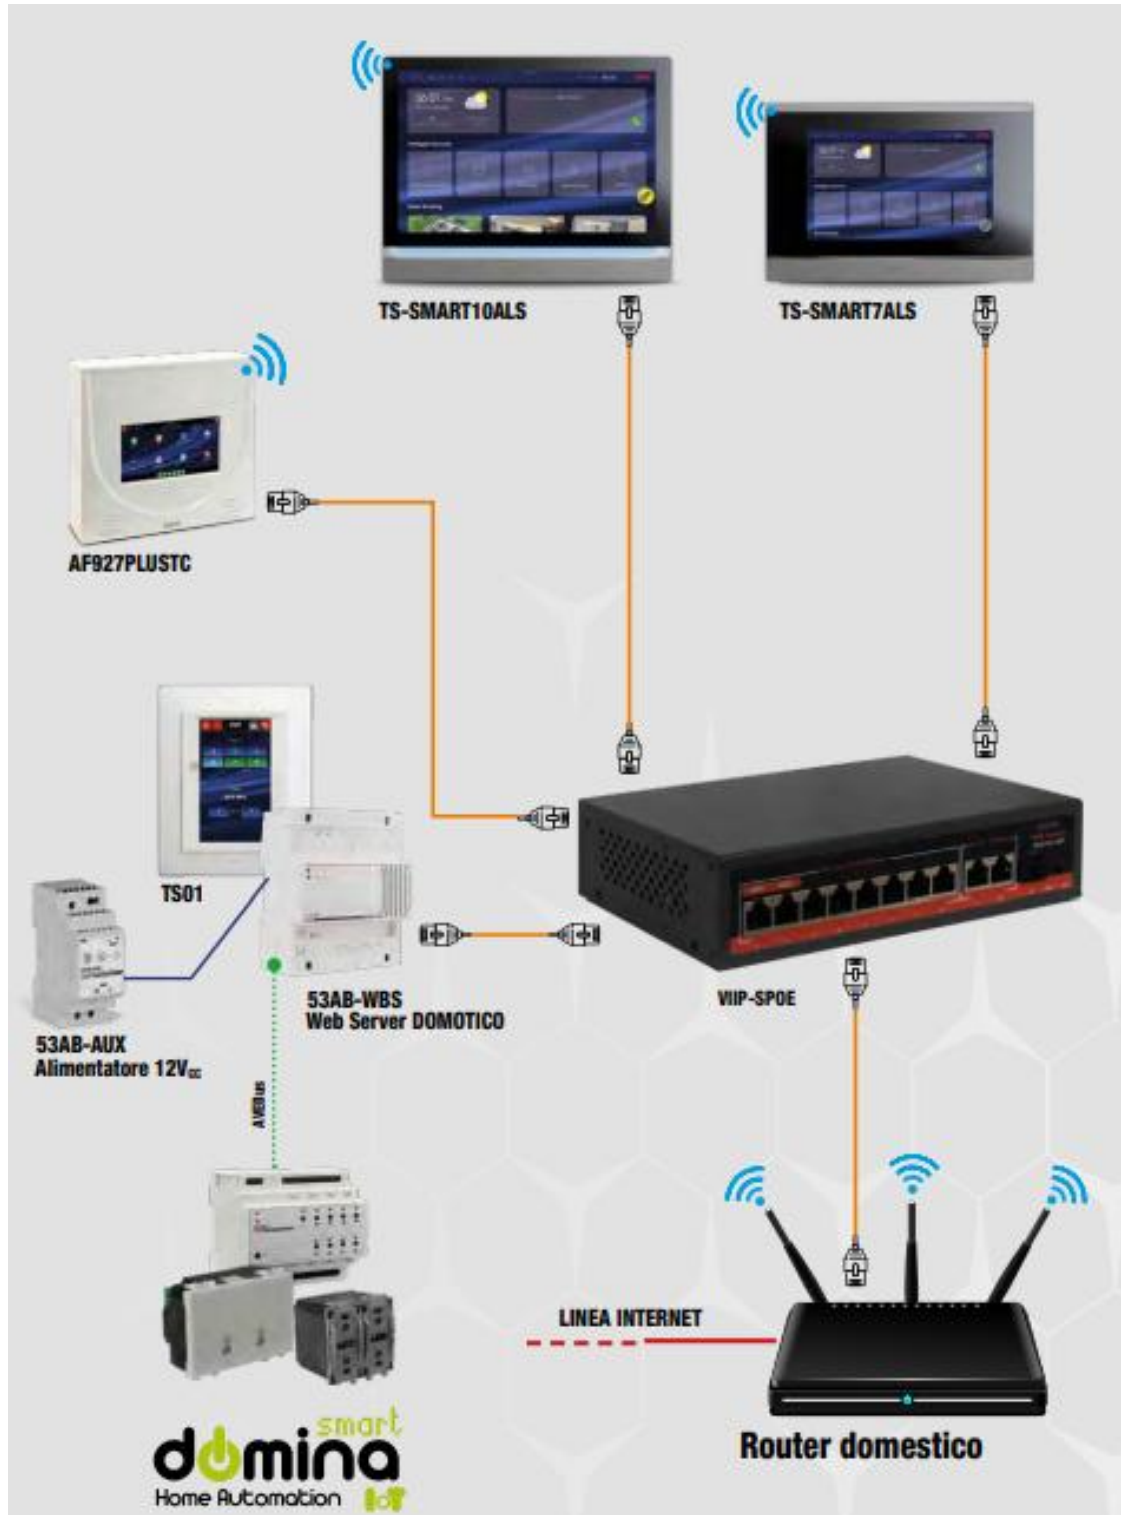 TS-SMART10ALS
TS-SMART7ALS
AF927PLUSTC
TS01
53AB-WBS
Web Server DOMOTICO
VIIP-SPOE
53AB-AUX
Alimentatore 12Vcc
AVEBus
LINEA INTERNET
Router domestico
smart
domina
Home Automation IoT